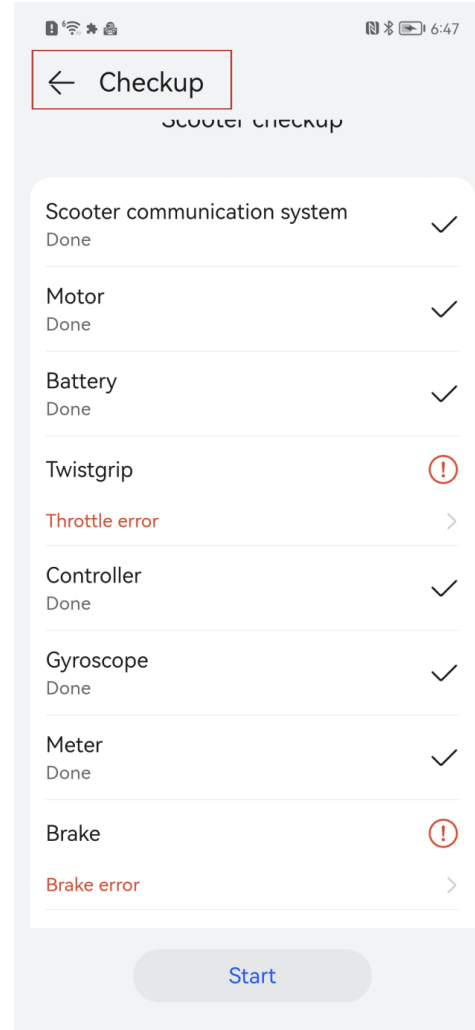 6:47
Checkup
Scooter checkup
Scooter communication system
Done
Motor
Done
Battery
Done
Twistgrip
Throttle error
Controller
Done
Gyroscope
Done
Meter
Done
Brake
Brake error
Start